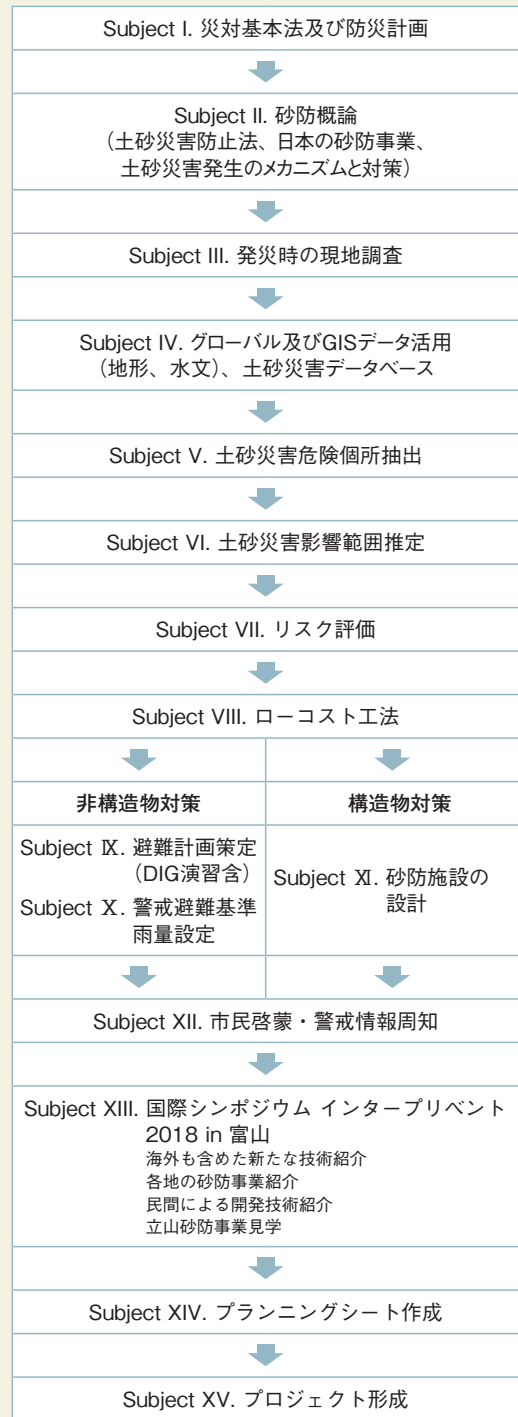 Subject I. 災対基本法及び防災計画
Subject II. 砂防概論
（土砂災害防止法、日本の砂防事業、
土砂災害発生のメカニズムと対策）
Subject III. 発災時の現地調査
Subject IV. グローバル及びGISデータ活用
（地形、水文）、土砂災害データベース
Subject V. 土砂災害危険個所抽出
Subject VI. 土砂災害影響範囲推定
Subject VII. リスク評価
Subject VIII. ローコスト工法
非構造物対策
Subject Ⅸ. 避難計画策定
（DIG演習含）
Subject Ⅹ. 警戒避難基準
雨量設定
構造物対策
Subject Ⅺ. 砂防施設の
設計
Subject XII. 市民啓蒙・警戒情報周知
Subject XIII. 国際シンポジウム インタープリベント
2018 in 富山
海外も含めた新たな技術紹介
各地の砂防事業紹介
民間による開発技術紹介
立山砂防事業見学
Subject XIV. プランニングシート作成
Subject XV. プロジェクト形成